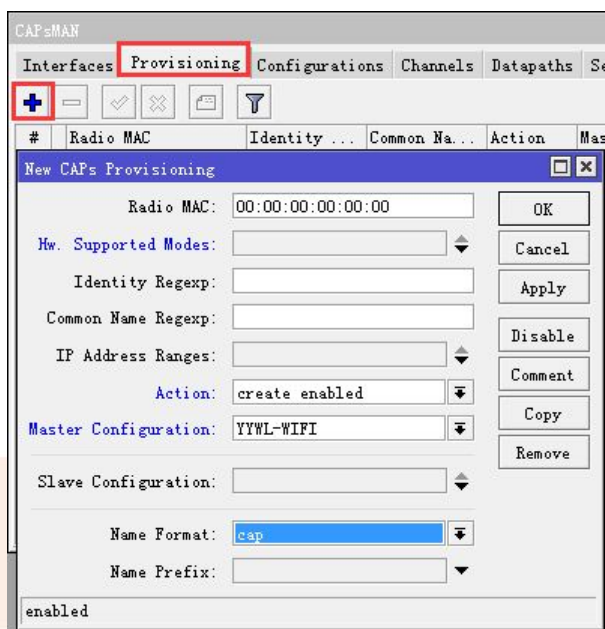 CAPsMAN
Interfaces Provisioning Configurations Channels Datapaths Se
# Radio MAC Identity ... Common Na... Action Mas
New CAPs Provisioning
Radio MAC: 00:00:00:00:00:00 OK
Hw. Supported Modes: Cancel
Identity Regexp: Apply
Common Name Regexp:
Disable
IP Address Ranges:
Comment
Action: create enabled
Copy
Master Configuration: YYWL-WIFI
Remove
Slave Configuration:
Name Format: cap
Name Prefix:
enabled